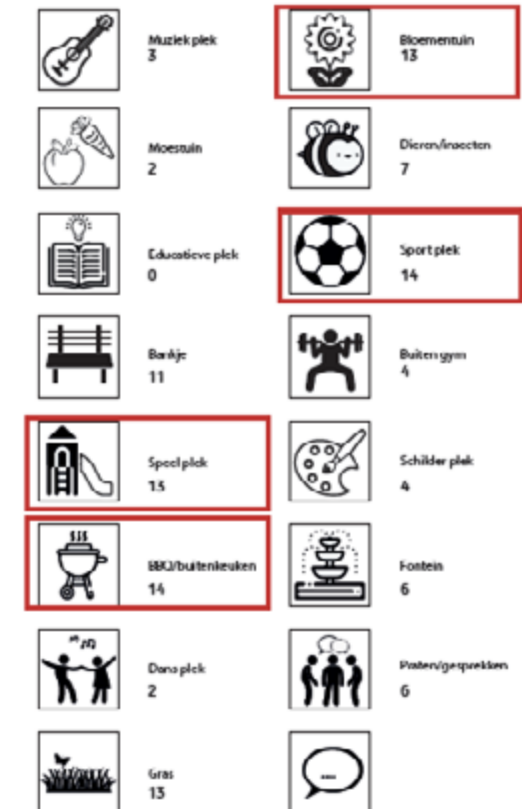 Muziek plek
3
Bloementuin
13
Moestuin
2
Dieren/insecten
7
Educatieve plek
0
Sport plek
14
Bankje
11
Buiten gym
4
Speel plek
13
Schilder plek
4
BBQ/buitenkeuken
14
Fontein
6
Dans plek
2
Praten/gesprekken
6
Gras
13
...